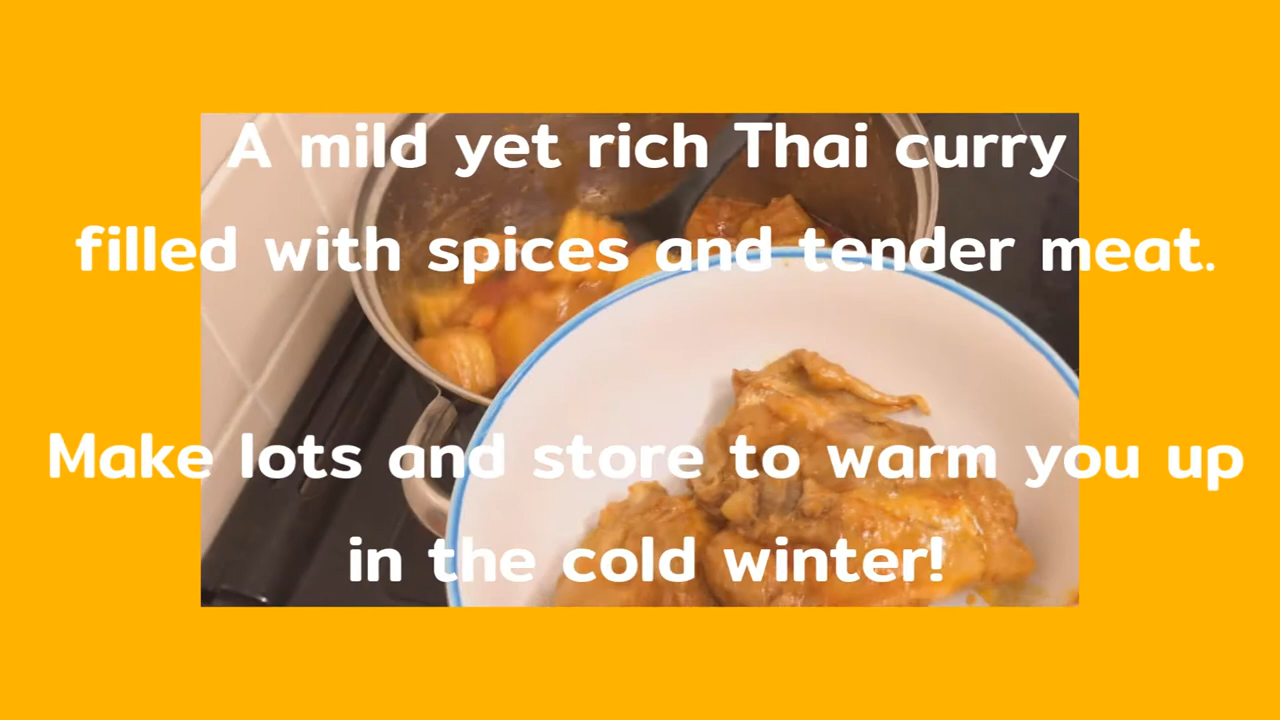 A mild yet rich Thai curry
filled with spices and tender meat.
Make lots and store to warm you up
in the cold winter!